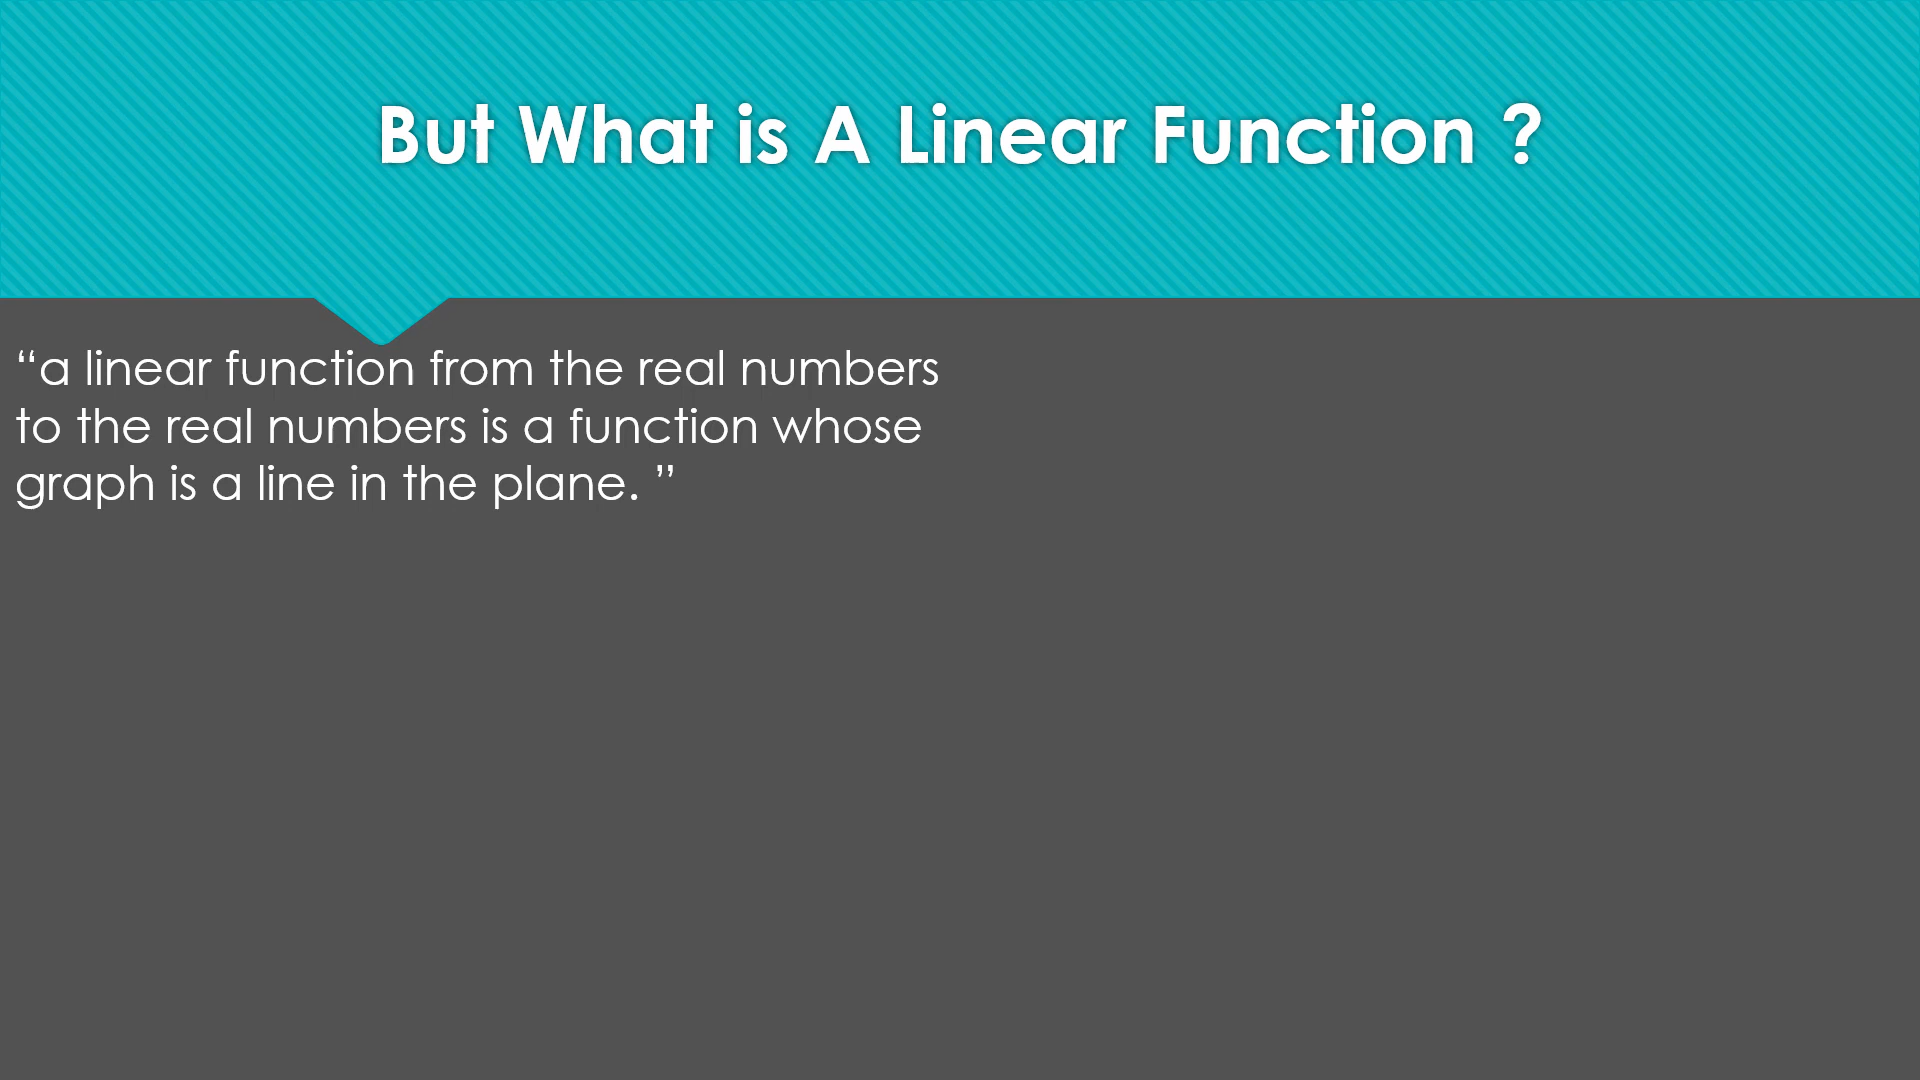 But What is A Linear Function ?
“a linear function from the real numbers
to the real numbers is a function whose
graph is a line in the plane. ”